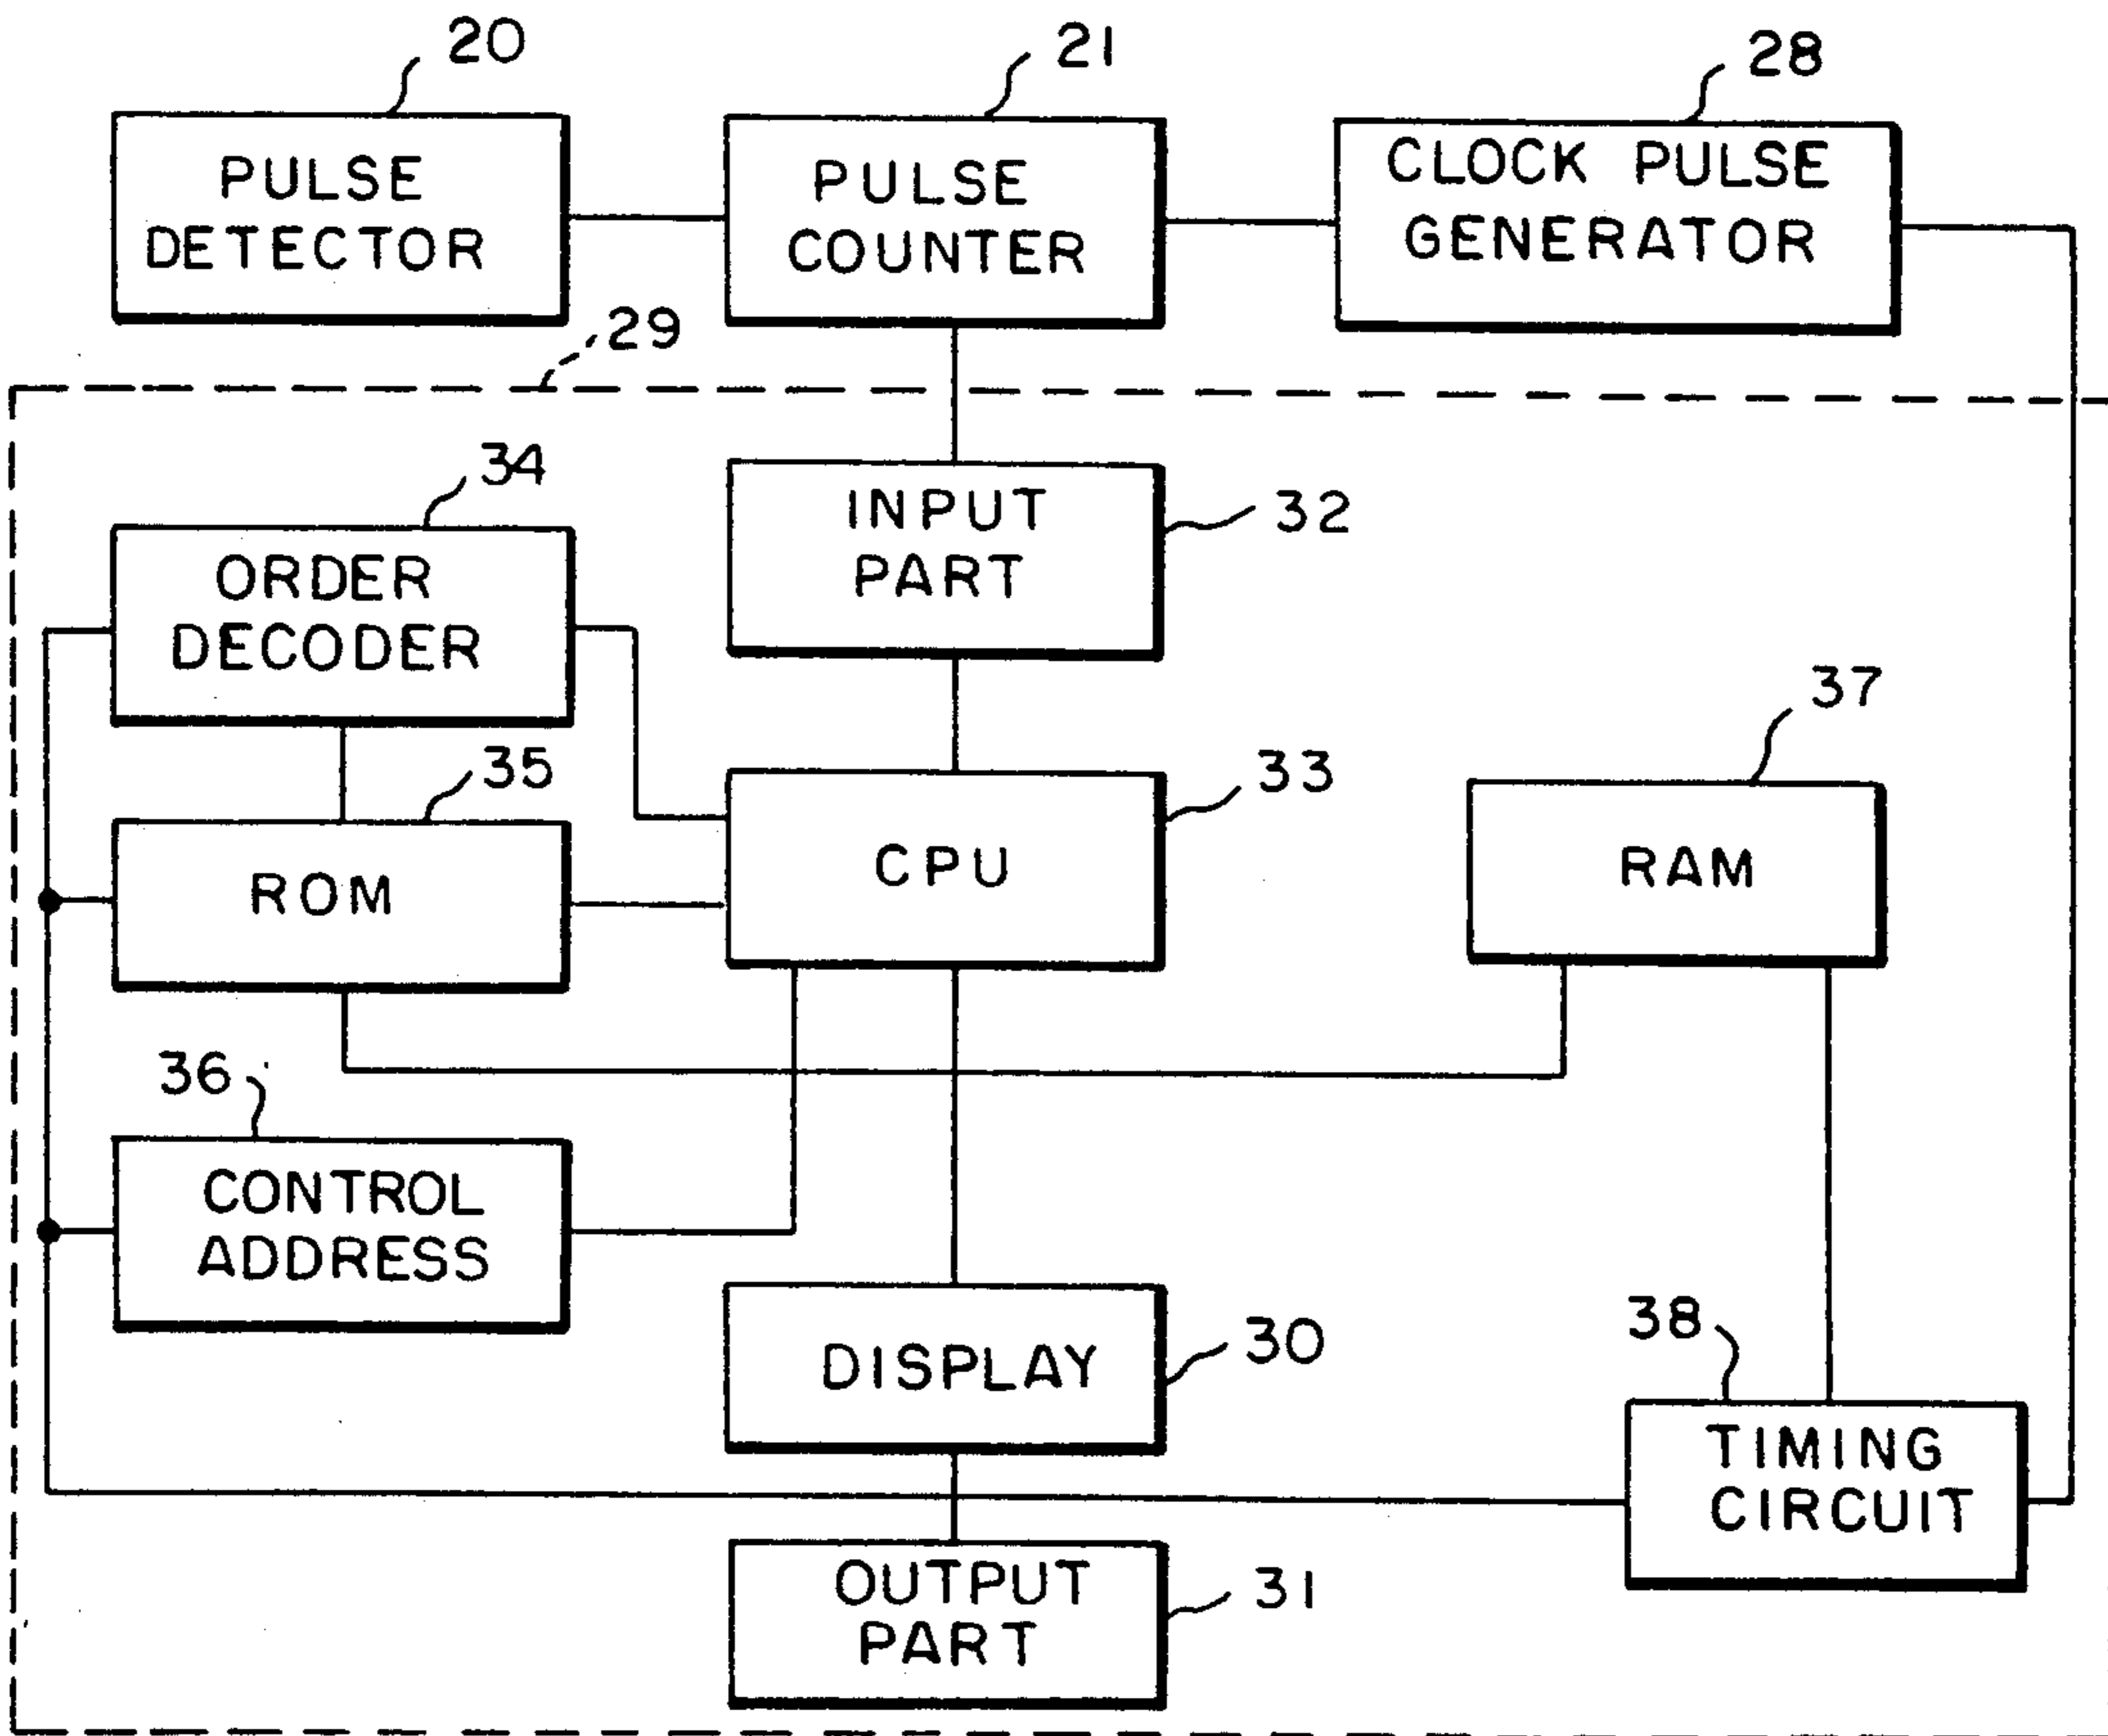 20
21
28
PULSE
DETECTOR
PULSE
COUNTER
CLOCK PULSE
GENERATOR
29
34
ORDER
DECODER
INPUT
PART
32
35
ROM
33
CPU
37
RAM
36
CONTROL
ADDRESS
DISPLAY
30
38
TIMING
CIRCUIT
OUTPUT
PART
31